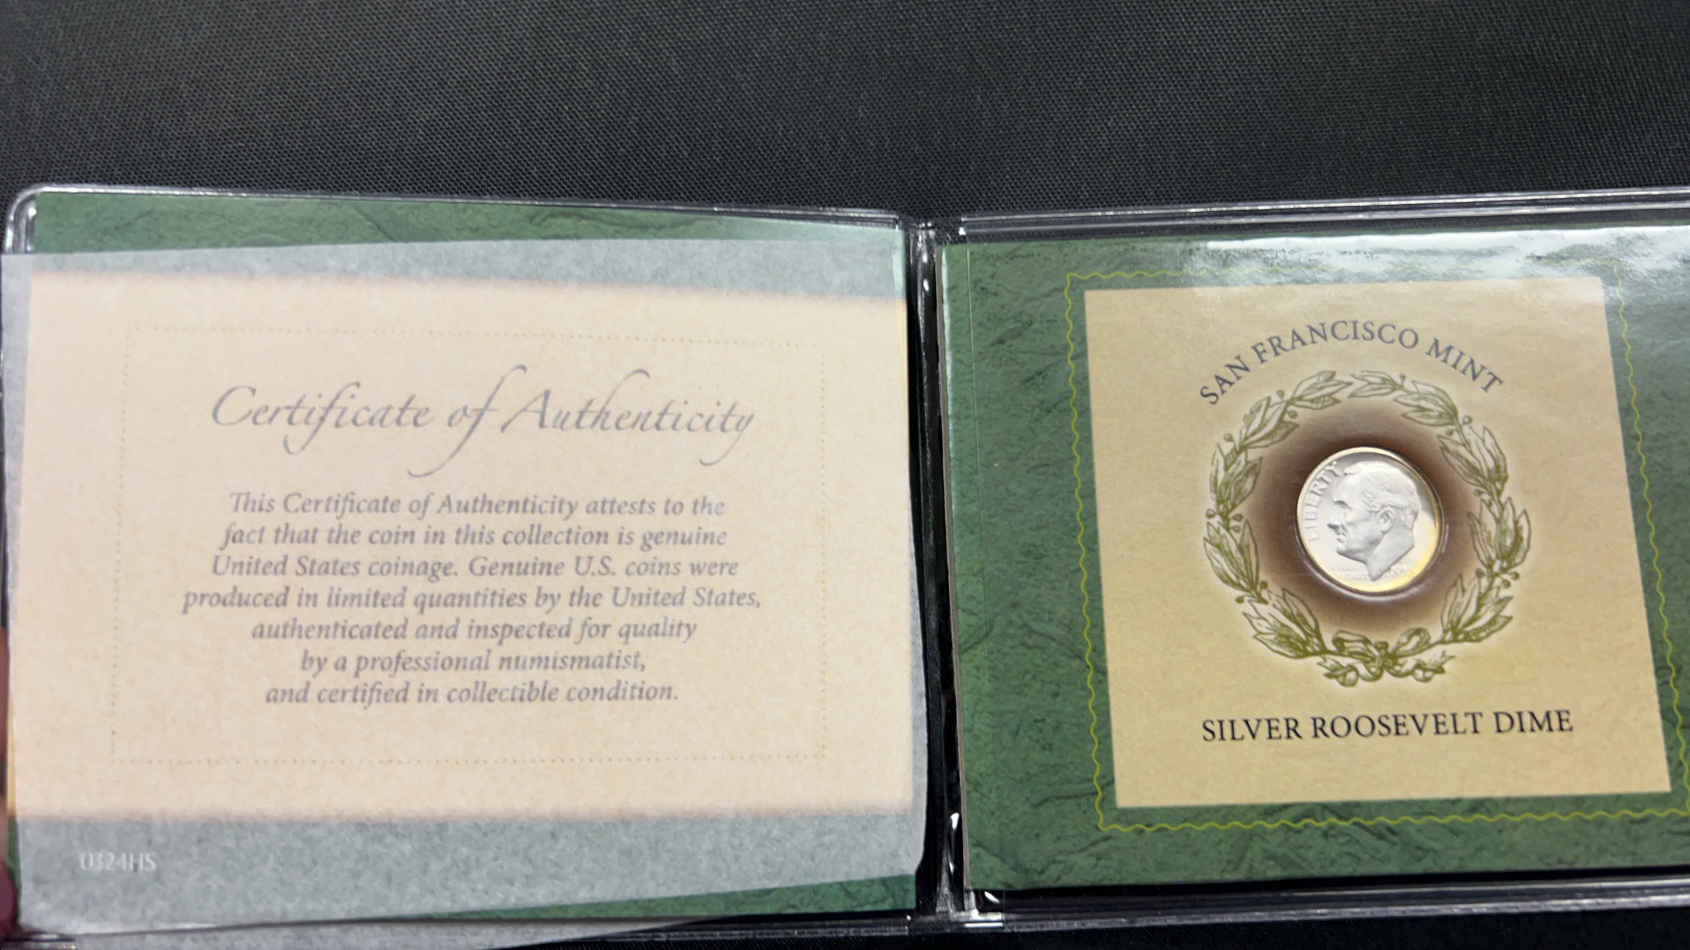 Certificate of Authenticity
This Certificate of Authenticity attests to the
fact that the coin in this collection is genuine
United States coinage. Genuine U.S. coins were
produced in limited quantities by the United States,
authenticated and inspected for quality
by a professional numismatist,
and certified in collectible condition.
0324HS
SAN FRANCISCO MINT
LIBERTY
SILVER ROOSEVELT DIME